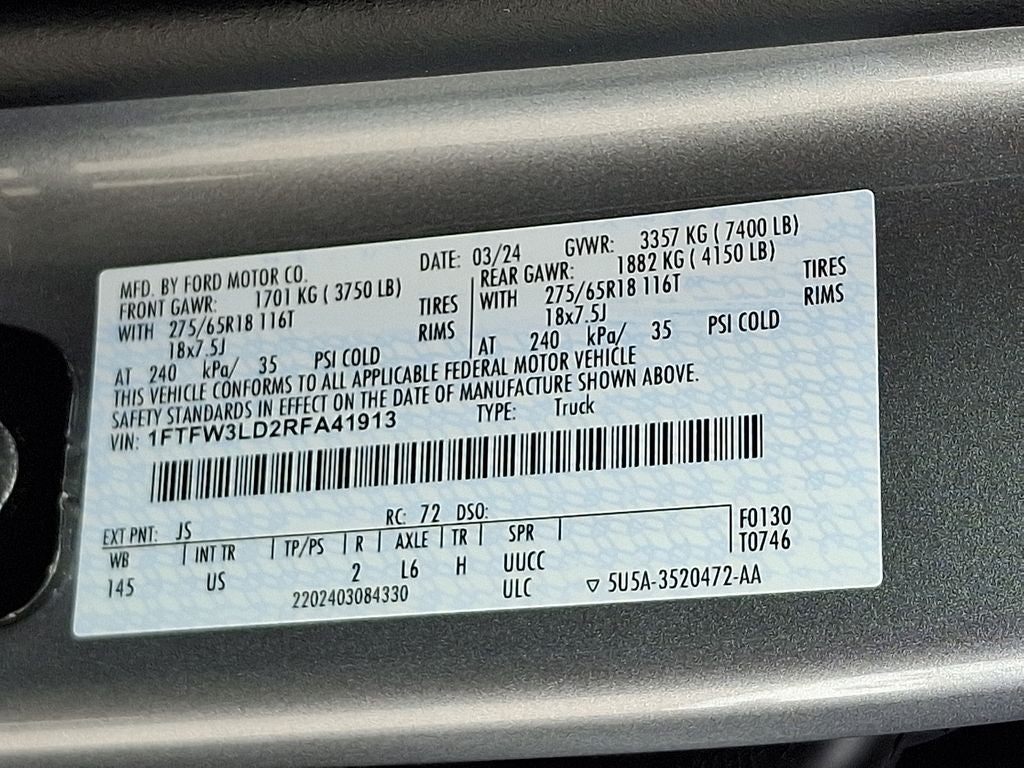 MFD. BY FORD MOTOR CO. DATE: 03/24 GVWR: 3357 KG ( 7400 LB)
FRONT GAWR: 1701 KG ( 3750 LB) REAR GAWR: 1882 KG ( 4150 LB)
WITH 275/65R18 116T TIRES WITH 275/65R18 116T TIRES
18x7.5J RIMS 18x7.5J RIMS
AT 240 kPa/ 35 PSI COLD AT 240 kPa/ 35 PSI COLD
THIS VEHICLE CONFORMS TO ALL APPLICABLE FEDERAL MOTOR VEHICLE
SAFETY STANDARDS IN EFFECT ON THE DATE OF MANUFACTURE SHOWN ABOVE.
VIN: 1FTFW3LD2RFA41913 TYPE: Truck
EXT PNT: JS RC: 72 DSO: F0130
WB INT TR TP/PS R AXLE TR SPR T0746
145 US 2 L6 H UUCC
2202403084330 ULC ▽ 5U5A-3520472-AA